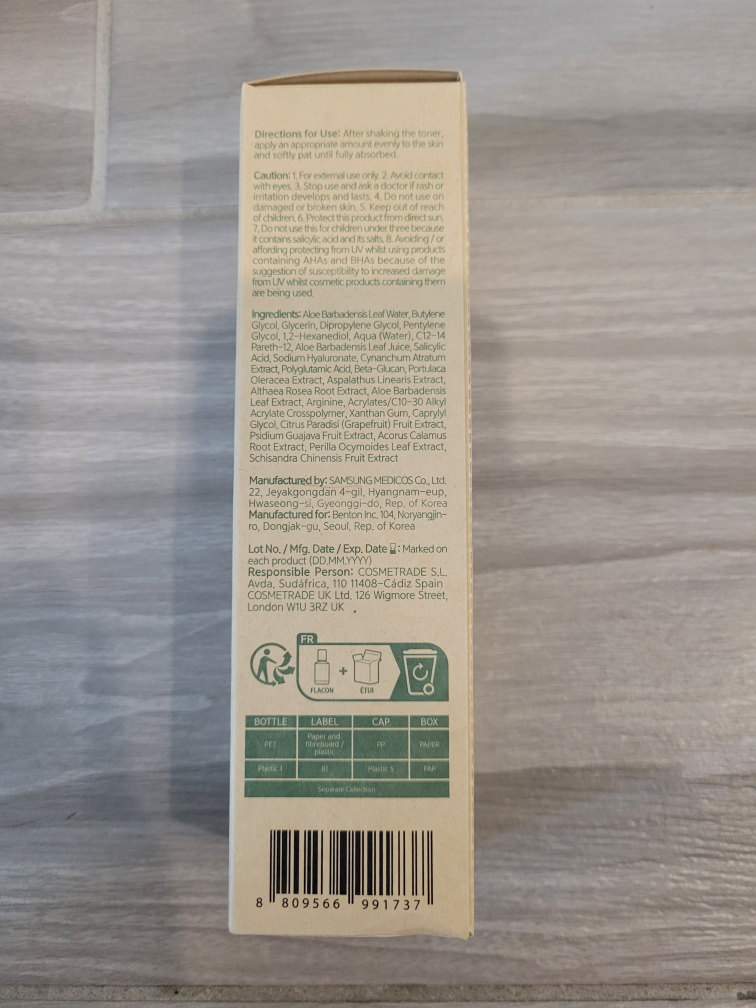 Directions for Use: After shaking the toner,
apply an appropriate amount evenly to the skin
and softly pat until fully absorbed.
Caution: 1. For external use only. 2. Avoid contact
with eyes. 3. Stop use and ask a doctor if rash or
irritation develops and lasts. 4. Do not use on
damaged or broken skin. 5. Keep out of reach
of children. 6. Protect this product from direct sun.
7. Do not use this for children under three because
it contains salicylic acid and its salts. 8. Avoiding / or
affording protecting from UV whilst using products
containing AHAs and BHAs because of the
suggestion of susceptibility to increased damage
from UV whilst cosmetic products containing them
are being used.
Ingredients: Aloe Barbadensis Leaf Water, Butylene
Glycol, Glycerin, Dipropylene Glycol, Pentylene
Glycol, 1,2-Hexanediol, Aqua (Water), C12-14
Pareth-12, Aloe Barbadensis Leaf Juice, Salicylic
Acid, Sodium Hyaluronate, Cynanchum Atratum
Extract, Polyglutamic Acid, Beta-Glucan, Portulaca
Oleracea Extract, Aspalathus Linearis Extract,
Althaea Rosea Root Extract, Aloe Barbadensis
Leaf Extract, Arginine, Acrylates/C10-30 Alkyl
Acrylate Crosspolymer, Xanthan Gum, Caprylyl
Glycol, Citrus Paradisi (Grapefruit) Fruit Extract,
Psidium Guajava Fruit Extract, Acorus Calamus
Root Extract, Perilla Ocymoides Leaf Extract,
Schisandra Chinensis Fruit Extract
Manufactured by: SAMSUNG MEDICOS Co., Ltd.
22, Jeyakgongdan 4-gil, Hyangnam-eup,
Hwaseong-si, Gyeonggi-do, Rep. of Korea
Manufactured for: Benton Inc. 104, Noryangjin-
ro, Dongjak-gu, Seoul, Rep. of Korea
Lot No. / Mfg. Date / Exp. Date : Marked on
each product (DD.MM.YYYY)
Responsible Person: COSMETRADE S.L.
Avda, Sudáfrica, 110 11408-Cádiz Spain
COSMETRADE UK Ltd. 126 Wigmore Street,
London W1U 3RZ UK
FR
FLACON + ÉTUI
BOTTLE LABEL CAP BOX
PET Paper and fibreboard / plastic PP PAPER
Plastic 1 81 Plastic 5 PAP
Separate Collection
8 809566 991737